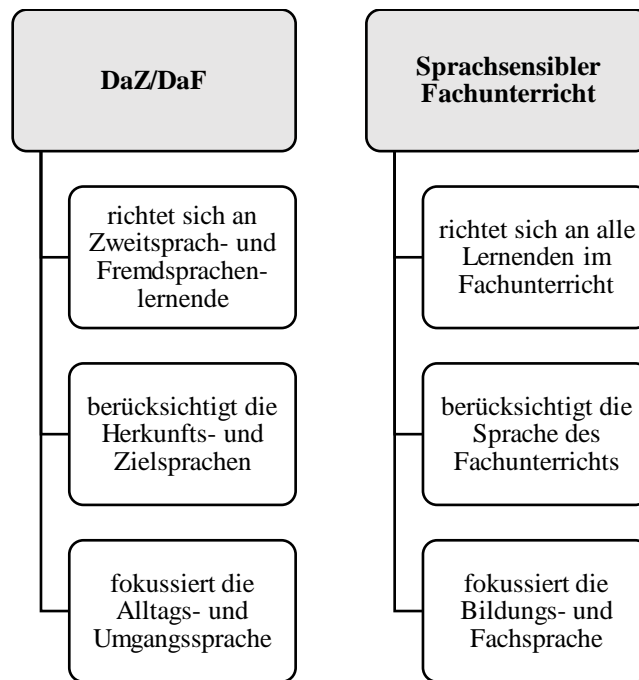 DaZ/DaF
richtet sich an
Zweitsprach- und
Fremdsprachen-
lernende
berücksichtigt die
Herkunfts- und
Zielsprachen
fokussiert die
Alltags- und
Umgangssprache
Sprachsensibler
Fachunterricht
richtet sich an alle
Lernenden im
Fachunterricht
berücksichtigt die
Sprache des
Fachunterrichts
fokussiert die
Bildungs- und
Fachsprache